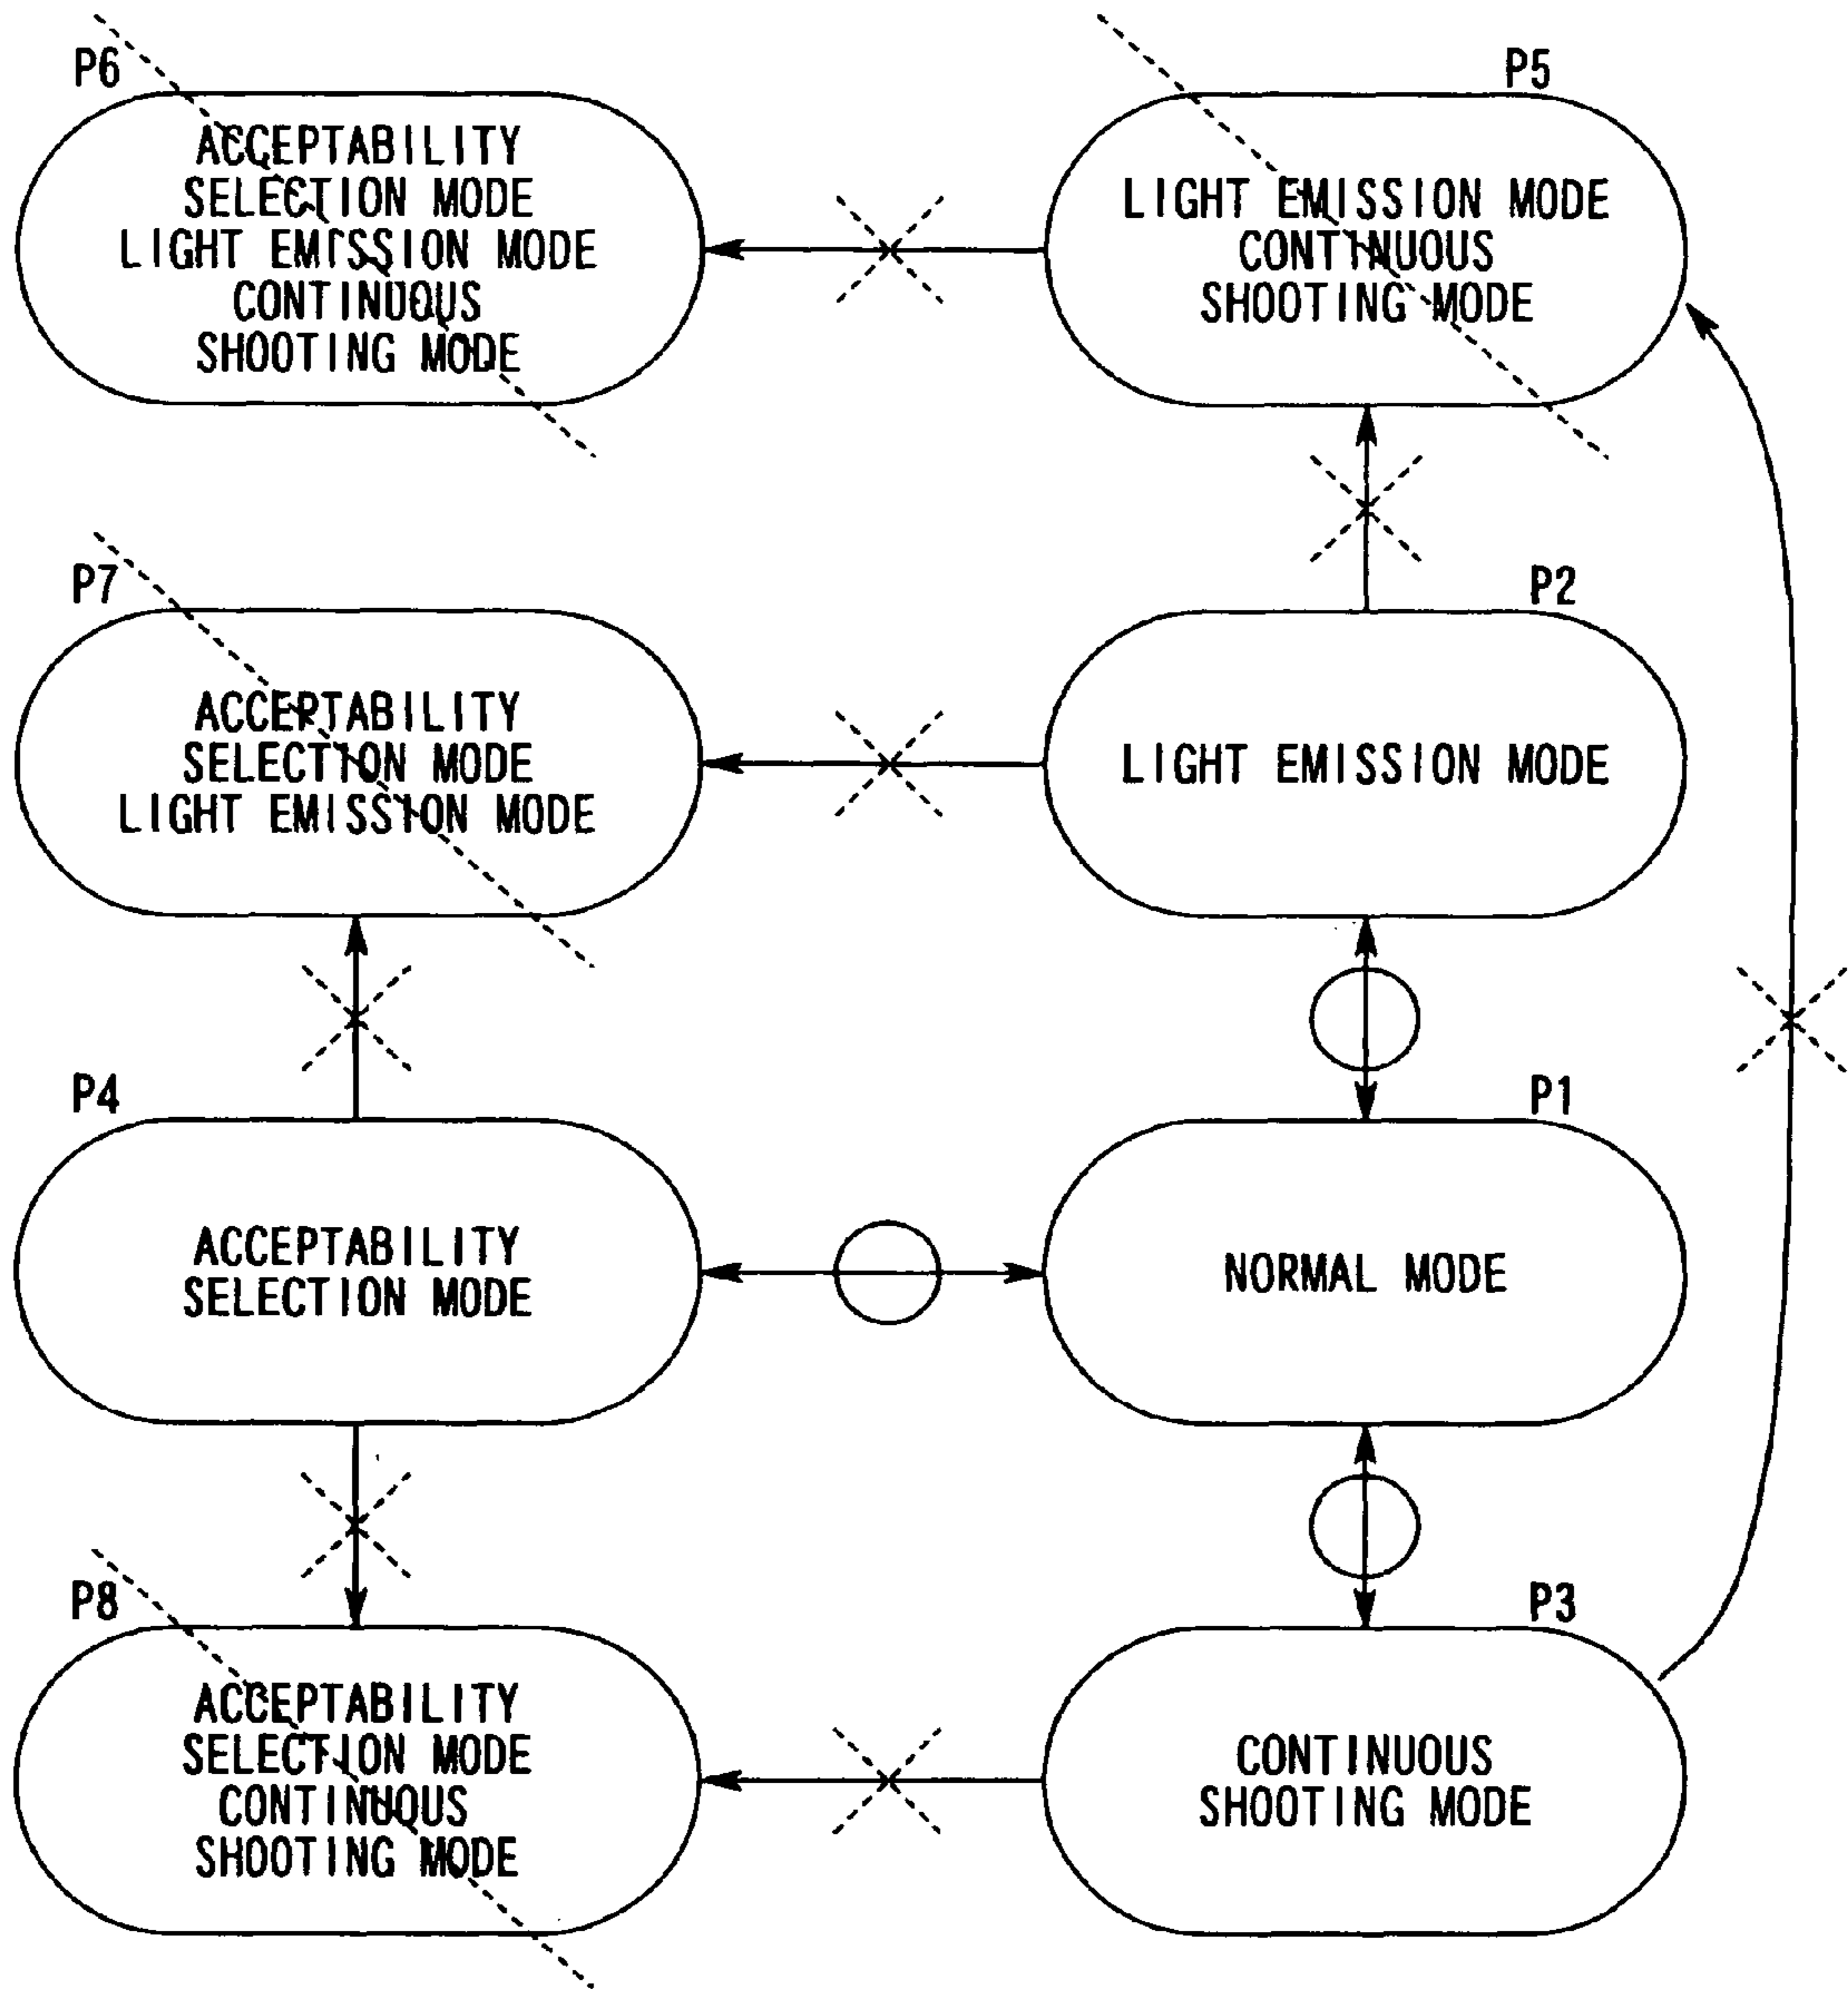 P6
ACCEPTABILITY
SELECTION MODE
LIGHT EMISSION MODE
CONTINUOUS
SHOOTING MODE
P5
LIGHT EMISSION MODE
CONTINUOUS
SHOOTING MODE
P7
ACCEPTABILITY
SELECTION MODE
LIGHT EMISSION MODE
P2
LIGHT EMISSION MODE
P4
ACCEPTABILITY
SELECTION MODE
P1
NORMAL MODE
P8
ACCEPTABILITY
SELECTION MODE
CONTINUOUS
SHOOTING MODE
P3
CONTINUOUS
SHOOTING MODE